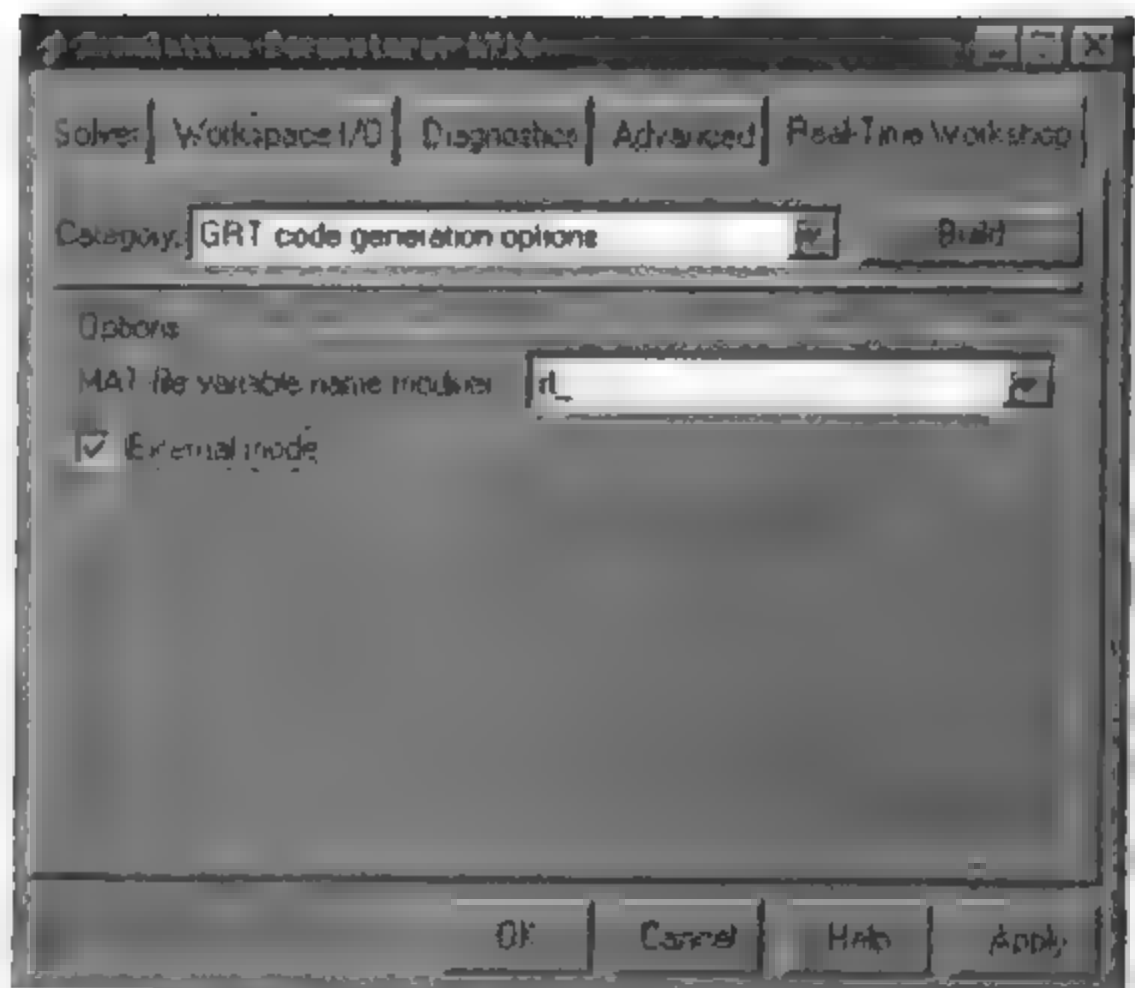 Solver Workspace I/O Diagnostics Advanced Real-Time Workshop
Category: GRT code generation options Build
Options
MAT-file variable name modifier rt_
External mode
OK Cancel Help Apply